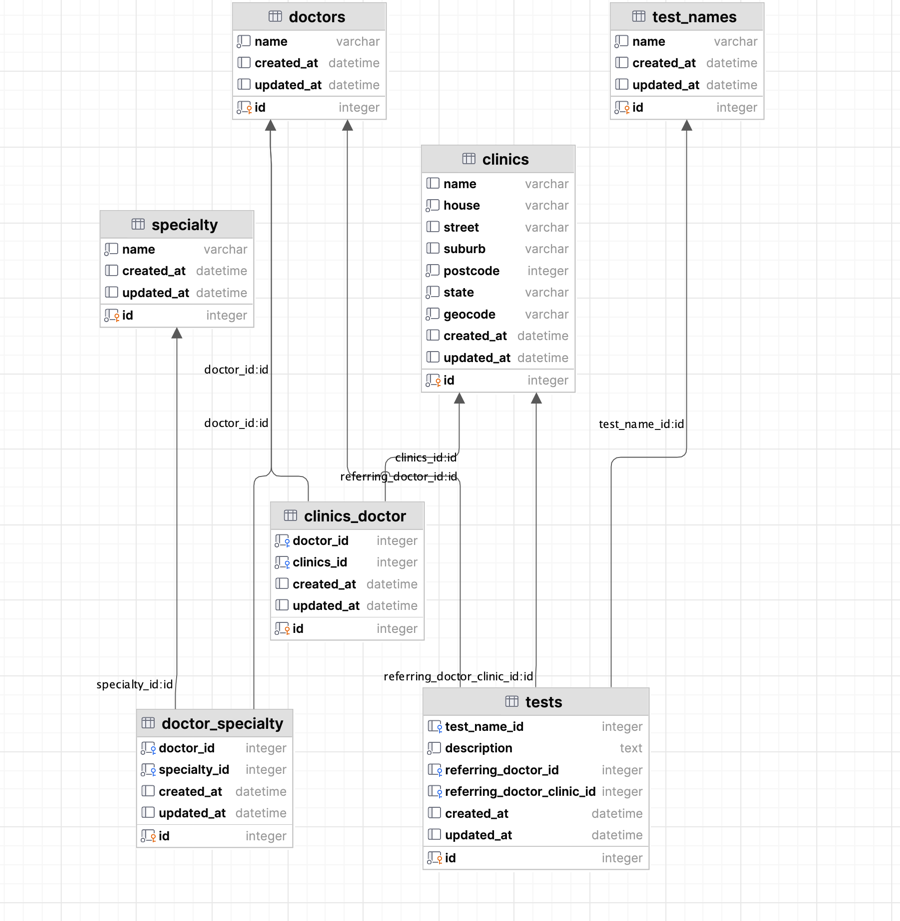 doctors
name varchar
created_at datetime
updated_at datetime
id integer
test_names
name varchar
created_at datetime
updated_at datetime
id integer
clinics
name varchar
house varchar
street varchar
suburb varchar
postcode integer
state varchar
geocode varchar
created_at datetime
updated_at datetime
id integer
specialty
name varchar
created_at datetime
updated_at datetime
id integer
doctor_id:id
doctor_id:id
test_name_id:id
clinics_id:id
referring_doctor_id:id
clinics_doctor
doctor_id integer
clinics_id integer
created_at datetime
updated_at datetime
id integer
referring_doctor_clinic_id:id
specialty_id:id
doctor_specialty
doctor_id integer
specialty_id integer
created_at datetime
updated_at datetime
id integer
tests
test_name_id integer
description text
referring_doctor_id integer
referring_doctor_clinic_id integer
created_at datetime
updated_at datetime
id integer